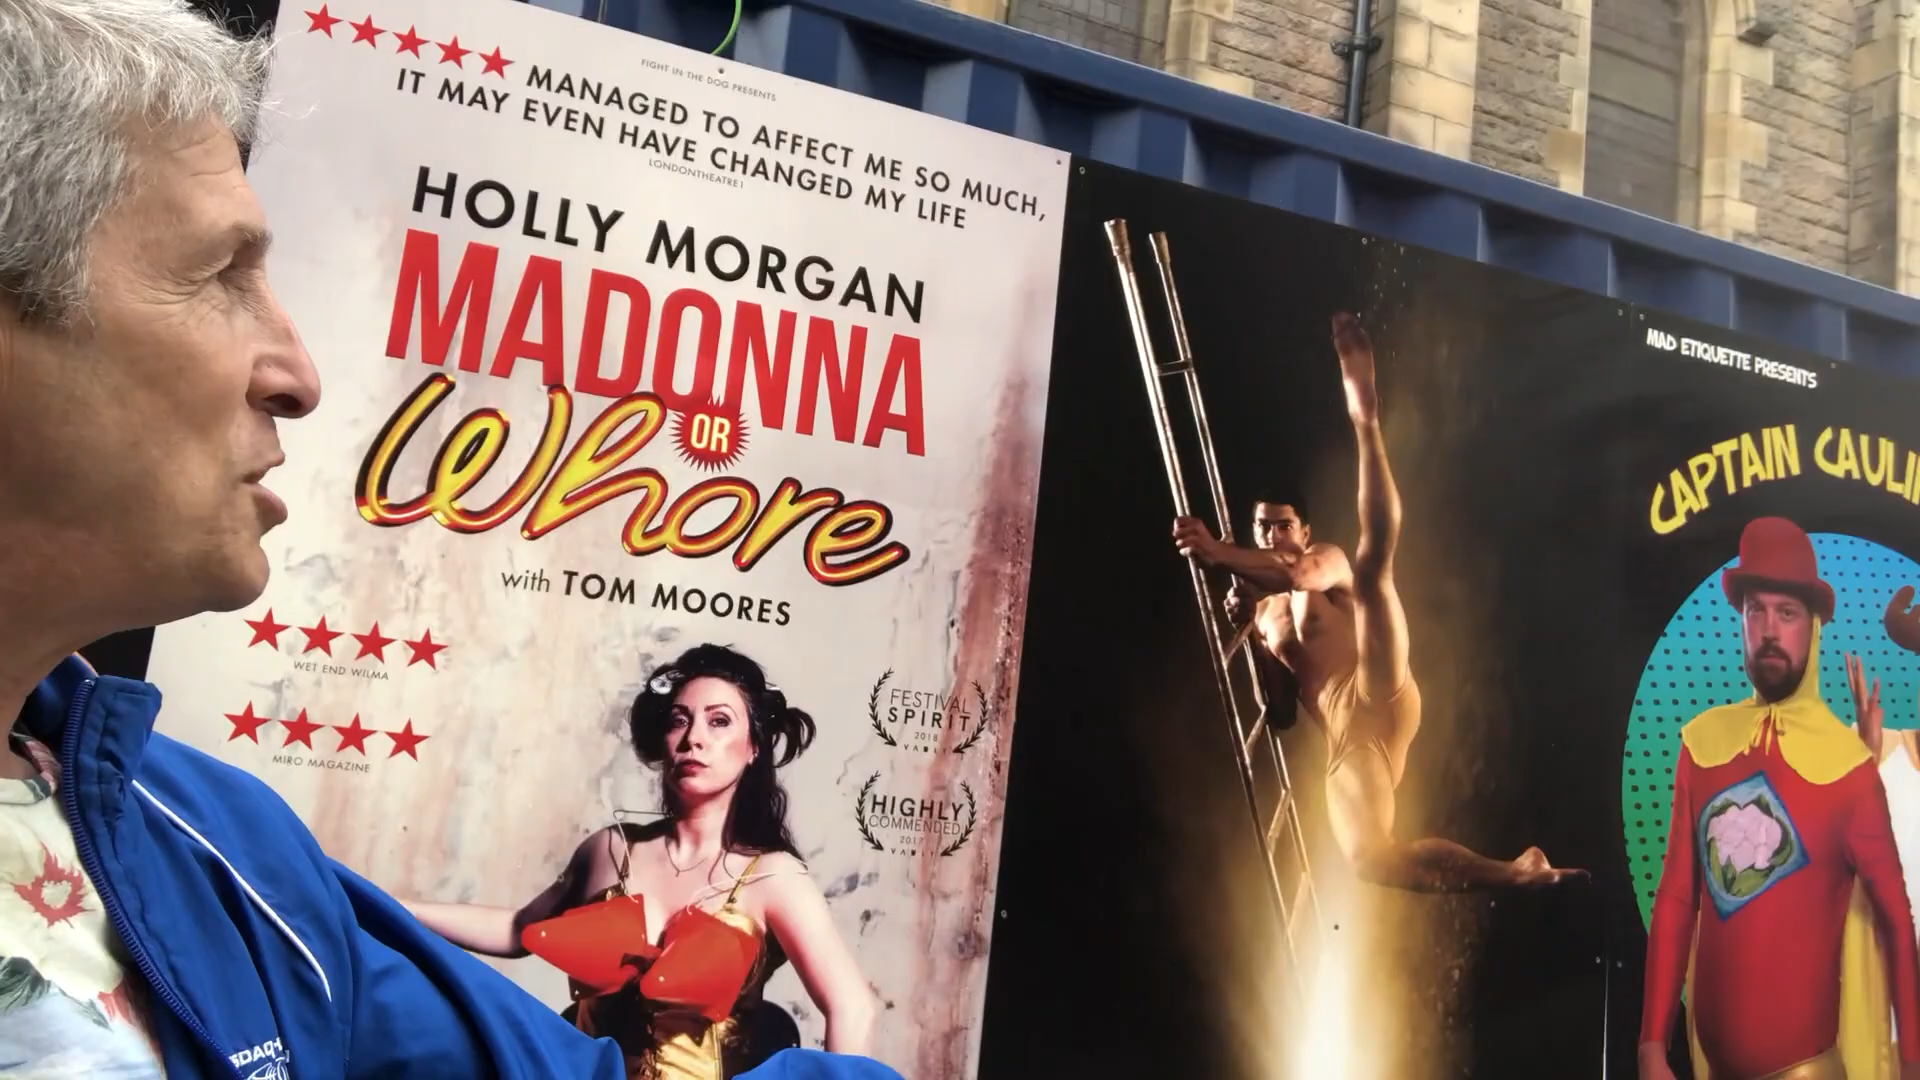 FIGHT IN THE DOG PRESENTS
MANAGED TO AFFECT ME SO MUCH,
IT MAY EVEN HAVE CHANGED MY LIFE
LONDONTHEATRE1
HOLLY MORGAN
MADONNA
OR
Whore
with TOM MOORES
WET END WILMA
MIRO MAGAZINE
FESTIVAL
SPIRIT
2018
VAULT
HIGHLY
COMMENDED
2017
VAULT
MAD ETIQUETTE PRESENTS
CAPTAIN CAULI